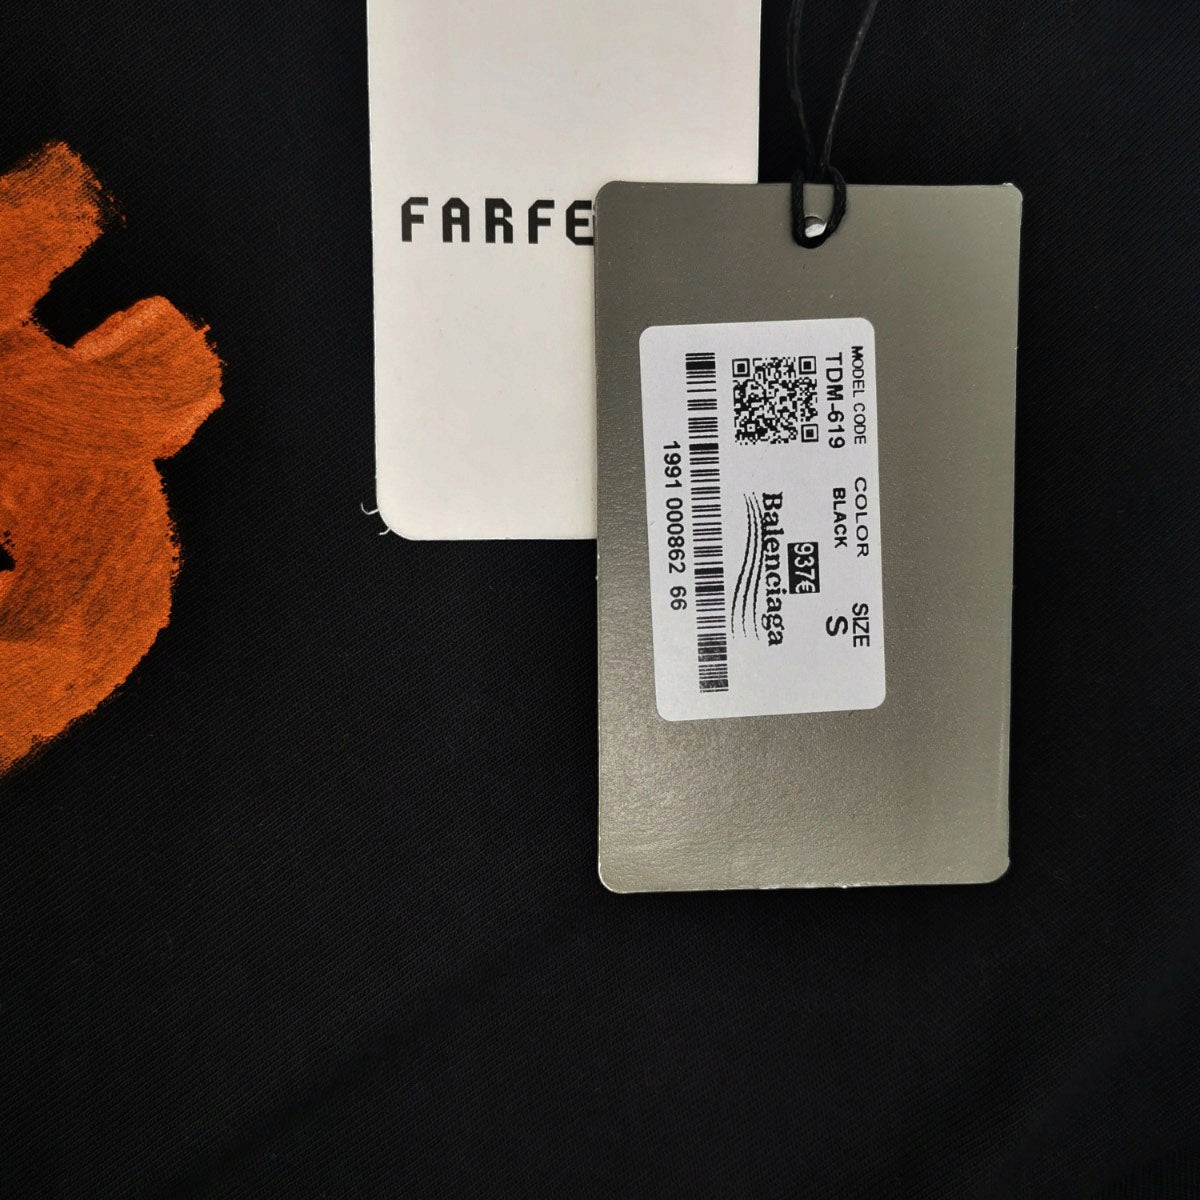 FARFE
MODEL CODE COLOR SIZE
TDM-619 BLACK S
937€
Balenciaga
1991 000862 66